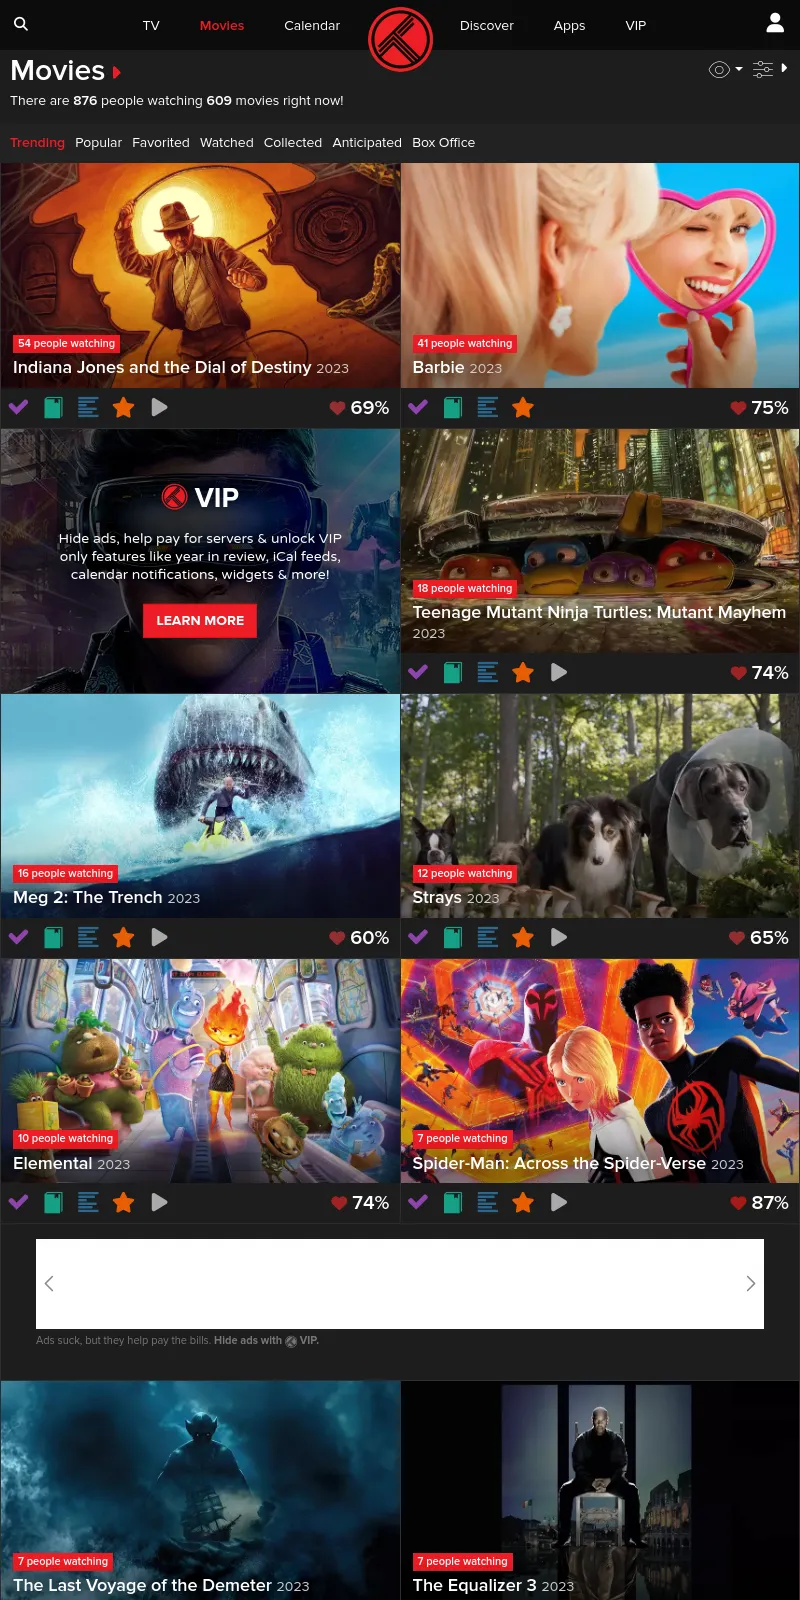 TV Movies Calendar Discover Apps VIP
Movies
There are 876 people watching 609 movies right now!
Trending Popular Favorited Watched Collected Anticipated Box Office
54 people watching
Indiana Jones and the Dial of Destiny 2023
69%
41 people watching
Barbie 2023
75%
VIP
Hide ads, help pay for servers & unlock VIP
only features like year in review, iCal feeds,
calendar notifications, widgets & more!
LEARN MORE
18 people watching
Teenage Mutant Ninja Turtles: Mutant Mayhem
2023
74%
16 people watching
Meg 2: The Trench 2023
60%
12 people watching
Strays 2023
65%
10 people watching
Elemental 2023
74%
7 people watching
Spider-Man: Across the Spider-Verse 2023
87%
Ads suck, but they help pay the bills. Hide ads with VIP.
7 people watching
The Last Voyage of the Demeter 2023
7 people watching
The Equalizer 3 2023